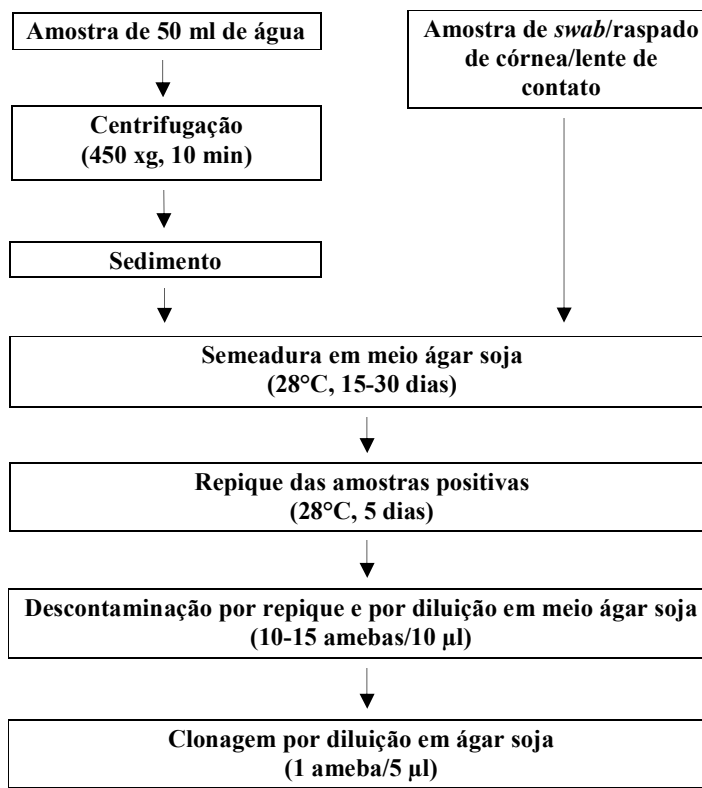 Amostra de 50 ml de água
Centrifugação
(450 xg, 10 min)
Sedimento
Amostra de swab/raspado
de córnea/lente de
contato
Semeadura em meio ágar soja
(28°C, 15-30 dias)
Repique das amostras positivas
(28°C, 5 dias)
Descontaminação por repique e por diluição em meio ágar soja
(10-15 amebas/10 µl)
Clonagem por diluição em ágar soja
(1 ameba/5 µl)